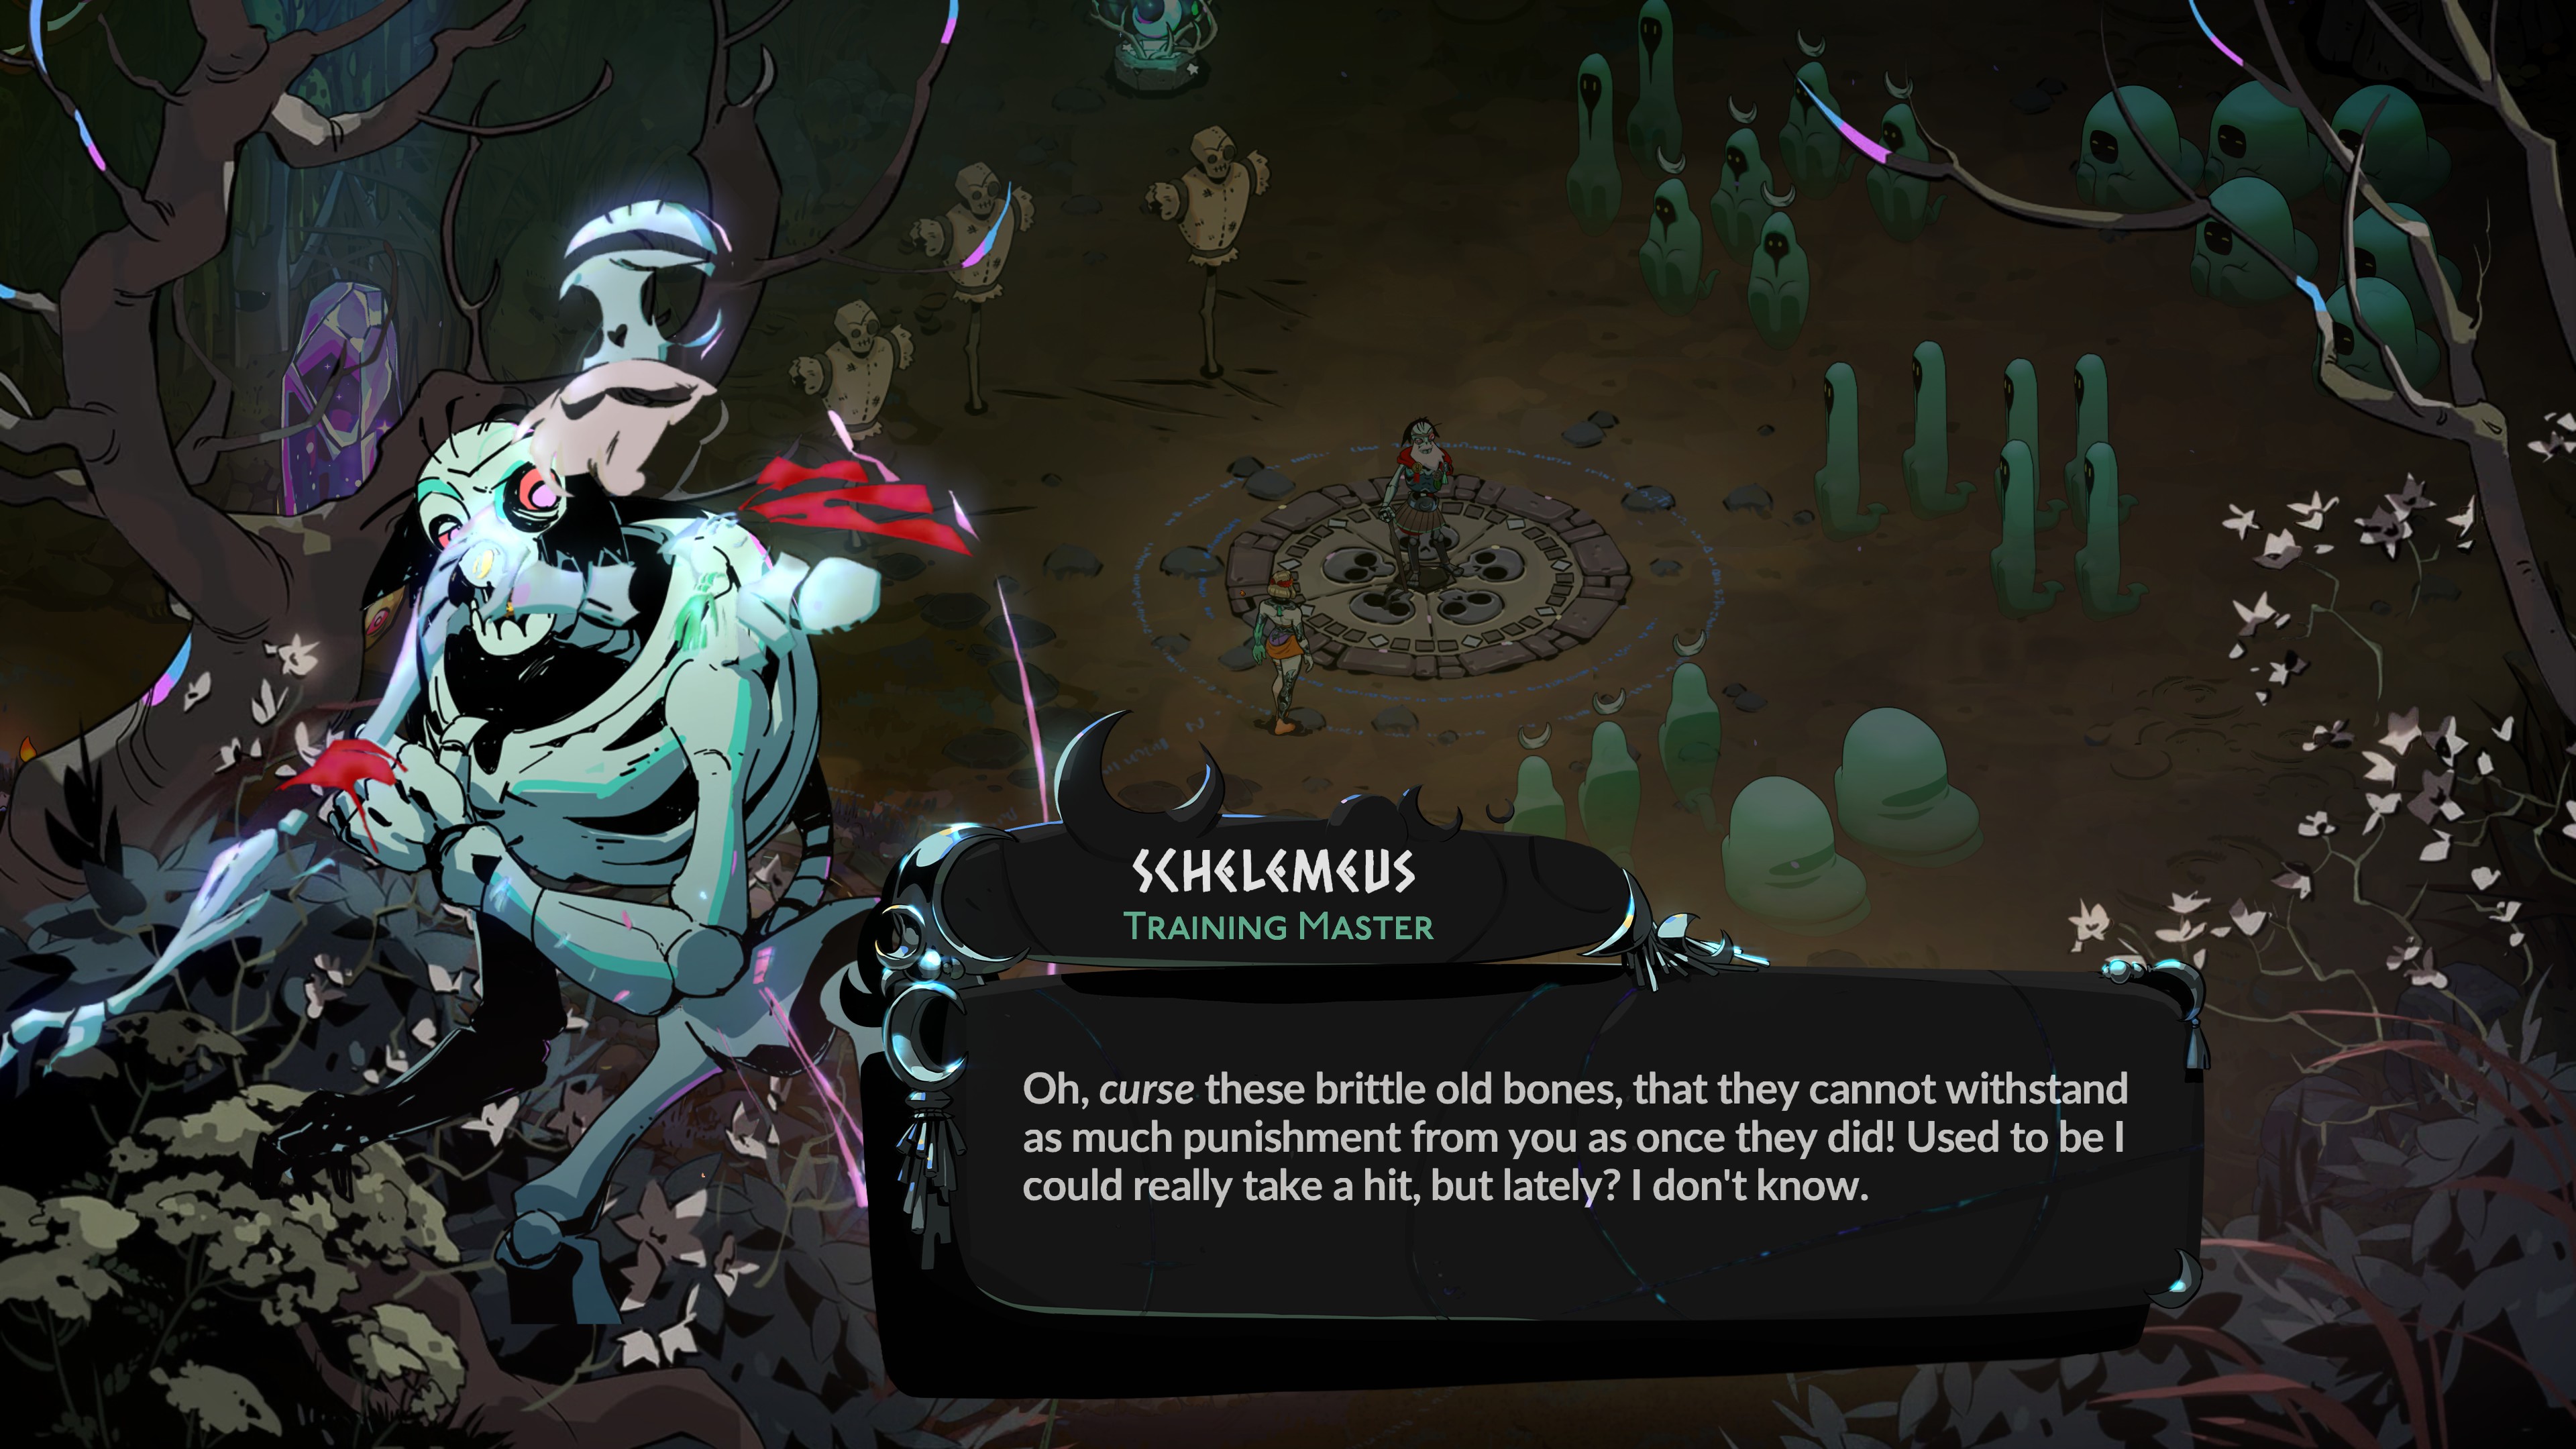 SCHELEMEUS
Training Master
Oh, curse these brittle old bones, that they cannot withstand
as much punishment from you as once they did! Used to be I
could really take a hit, but lately? I don't know.